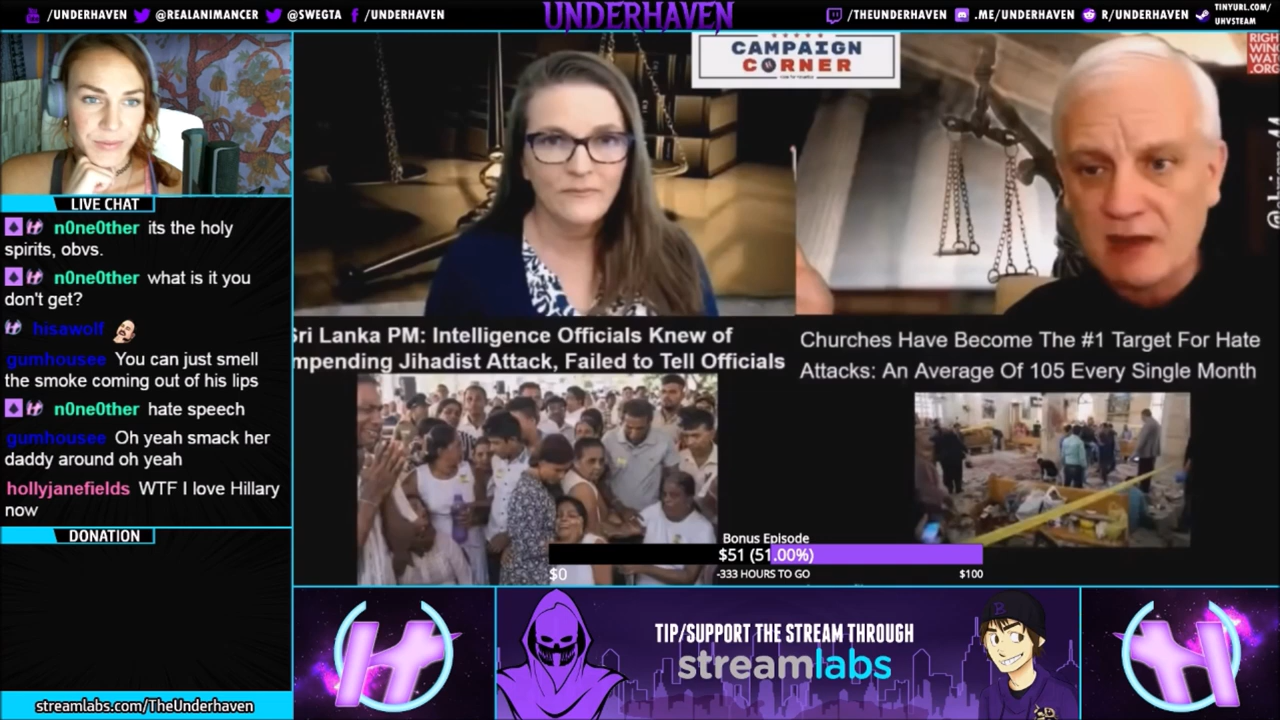 /UNDERHAVEN @REALANIMANCER @SWEGTA /UNDERHAVEN
UNDERHAVEN
/THEUNDERHAVEN .ME/UNDERHAVEN R/UNDERHAVEN TINYURL.COM/
UHVSTEAM
CAMPAIGN
CORNER
RIGHT
WING
WATCH
.ORG
LIVE CHAT
n0ne0ther its the holy
spirits, obvs.
n0ne0ther what is it you
don't get?
hisawolf
gumhousee You can just smell
the smoke coming out of his lips
n0ne0ther hate speech
gumhousee Oh yeah smack her
daddy around oh yeah
hollyjanefields WTF I love Hillary
now
Sri Lanka PM: Intelligence Officials Knew of
mpending Jihadist Attack, Failed to Tell Officials
Churches Have Become The #1 Target For Hate
Attacks: An Average Of 105 Every Single Month
DONATION
Bonus Episode
$51 (51.00%)
$0 -333 HOURS TO GO $100
TIP/SUPPORT THE STREAM THROUGH
streamlabs
B
streamlabs.com/TheUnderhaven